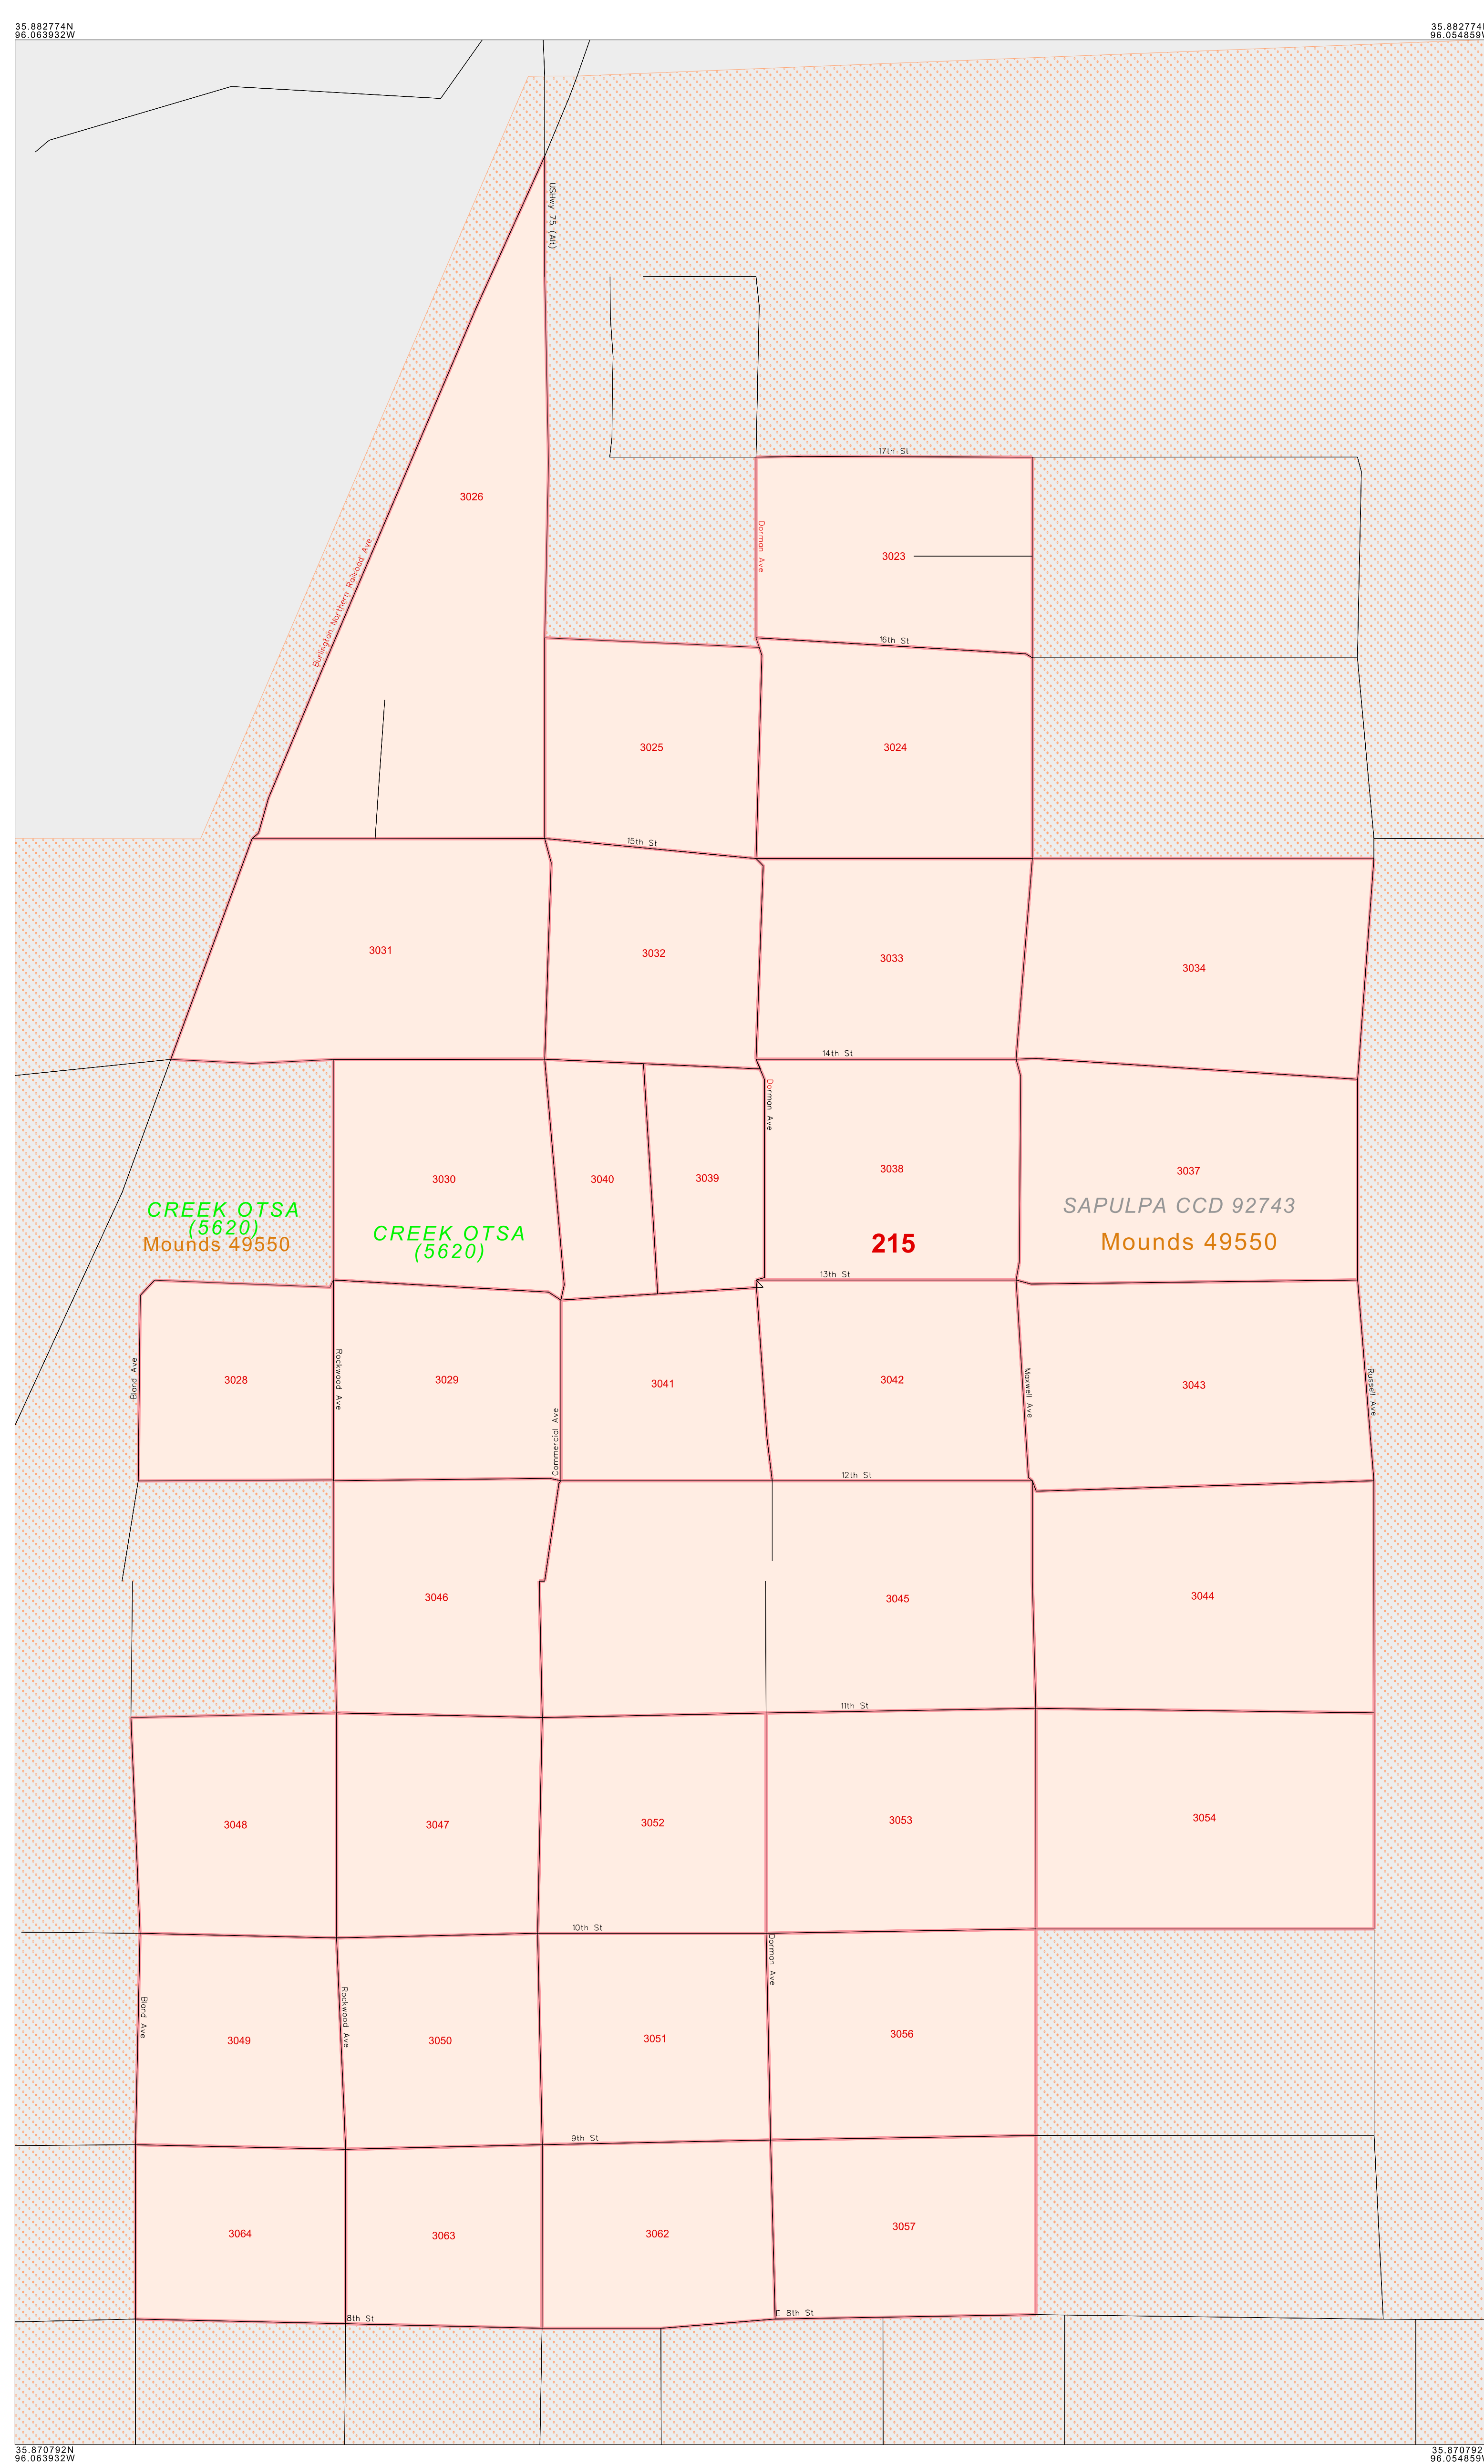 35.882774N
96.063932W
35.882774N
96.054859W
USHwy 75 (Alt)
17th St
3026
Dorman Ave
3023
Burlington Northern Railroad Ave
16th St
3025
3024
15th St
3031
3032
3033
3034
14th St
Dorman Ave
3030
3040
3039
3038
3037
CREEK OTSA
(5620)
Mounds 49550
CREEK OTSA
(5620)
SAPULPA CCD 92743
215
Mounds 49550
13th St
Bland Ave
3028
Rockwood Ave
3029
Commercial Ave
3041
3042
Maxwell Ave
3043
Russell Ave
12th St
3046
3045
3044
11th St
3048
3047
3052
3053
3054
10th St
Dorman Ave
Bland Ave
3049
Rockwood Ave
3050
3051
3056
9th St
3064
3063
3062
3057
8th St
E 8th St
35.870792N
96.063932W
35.870792
96.054859W